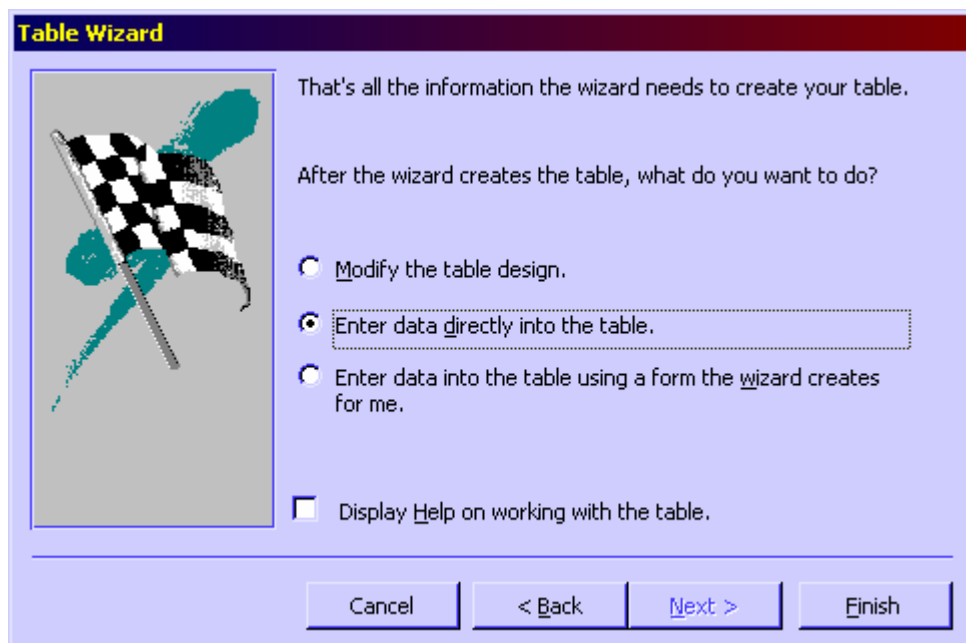 Table Wizard
That's all the information the wizard needs to create your table.
After the wizard creates the table, what do you want to do?
Modify the table design.
Enter data directly into the table.
Enter data into the table using a form the wizard creates
for me.
Display Help on working with the table.
Cancel
< Back
Next >
Finish